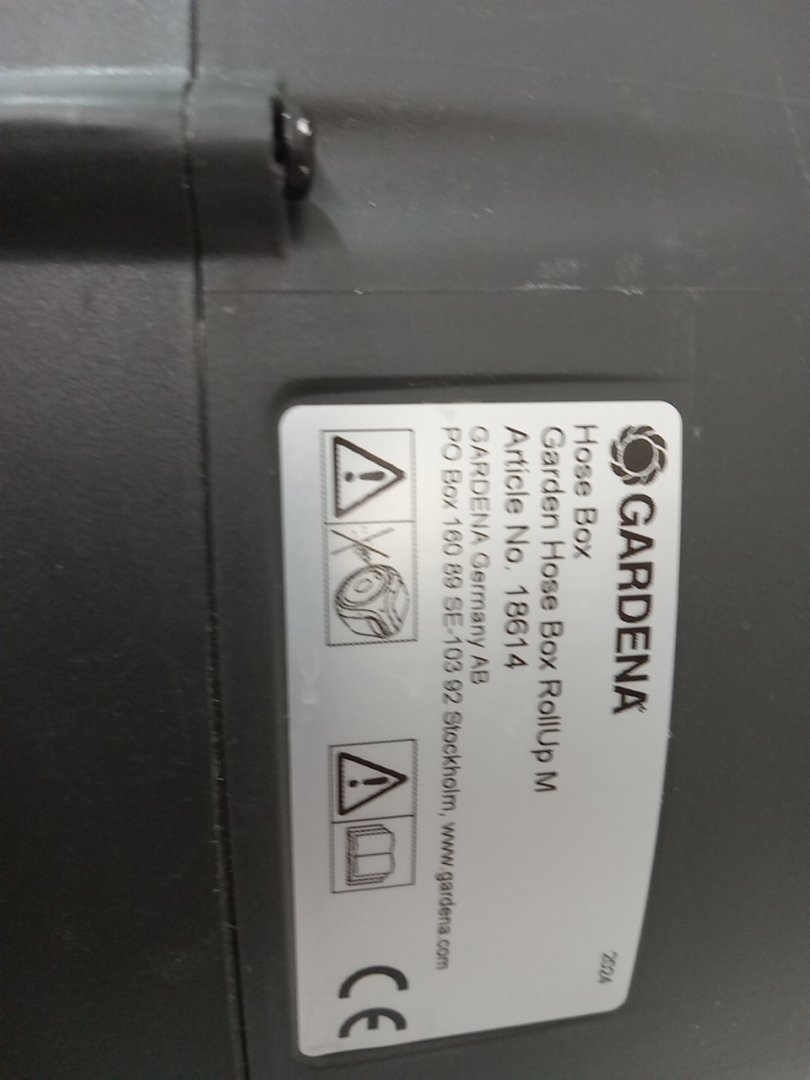 GARDENA
Hose Box
Garden Hose Box RollUp M
Article No. 18614
GARDENA Germany AB
PO Box 160 89 SE-103 92 Stockholm, www.gardena.com
2024
CE